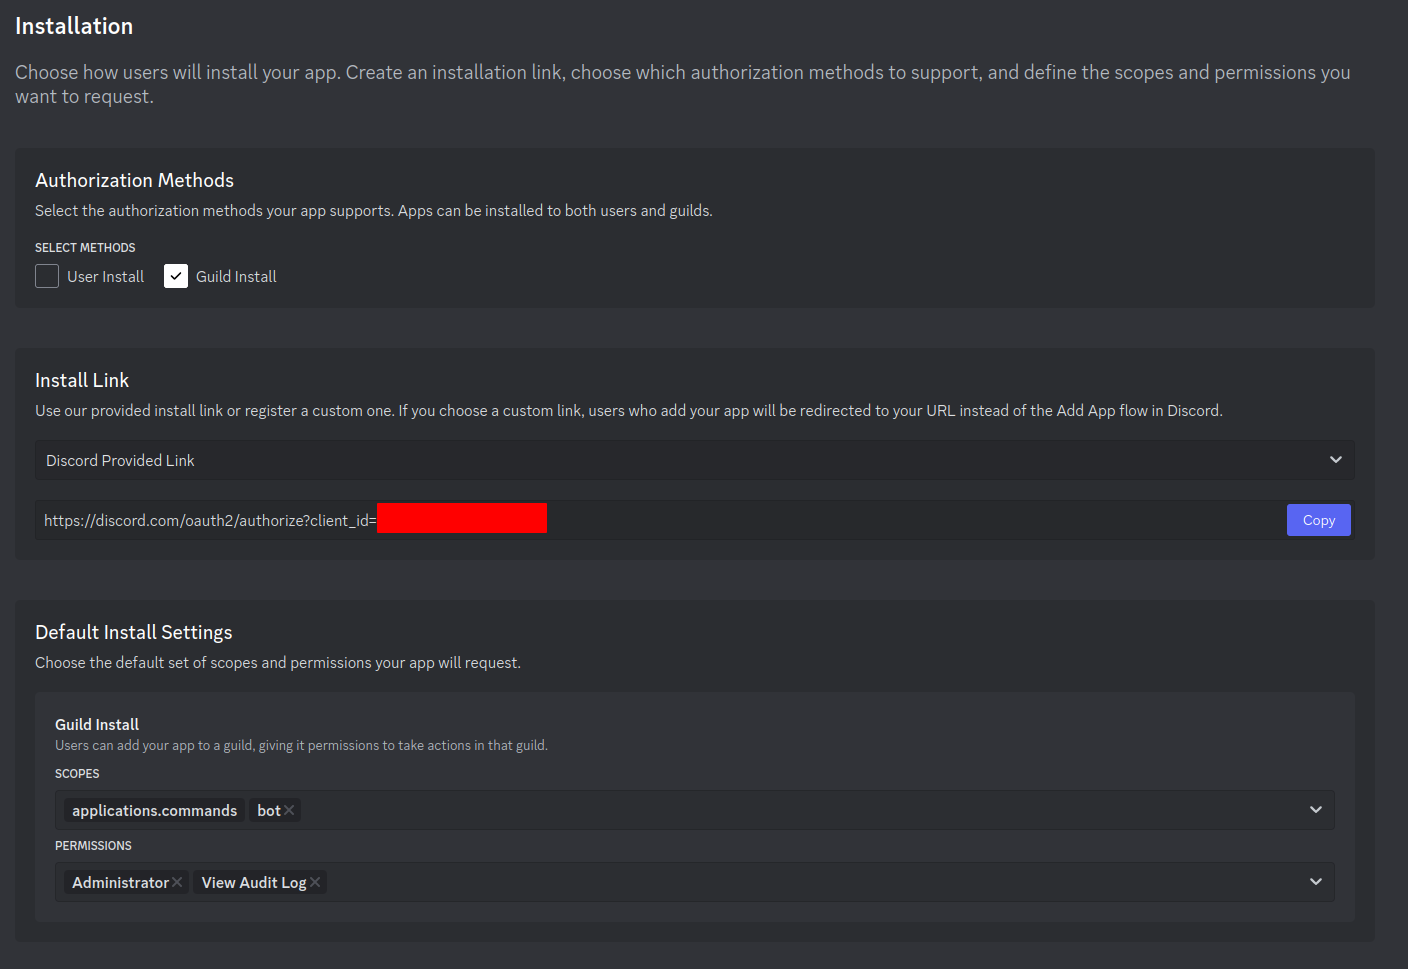 Installation
Choose how users will install your app. Create an installation link, choose which authorization methods to support, and define the scopes and permissions you
want to request.
Authorization Methods
Select the authorization methods your app supports. Apps can be installed to both users and guilds.
SELECT METHODS
User Install Guild Install
Install Link
Use our provided install link or register a custom one. If you choose a custom link, users who add your app will be redirected to your URL instead of the Add App flow in Discord.
Discord Provided Link
https://discord.com/oauth2/authorize?client_id= Copy
Default Install Settings
Choose the default set of scopes and permissions your app will request.
Guild Install
Users can add your app to a guild, giving it permissions to take actions in that guild.
SCOPES
applications.commands bot
PERMISSIONS
Administrator View Audit Log